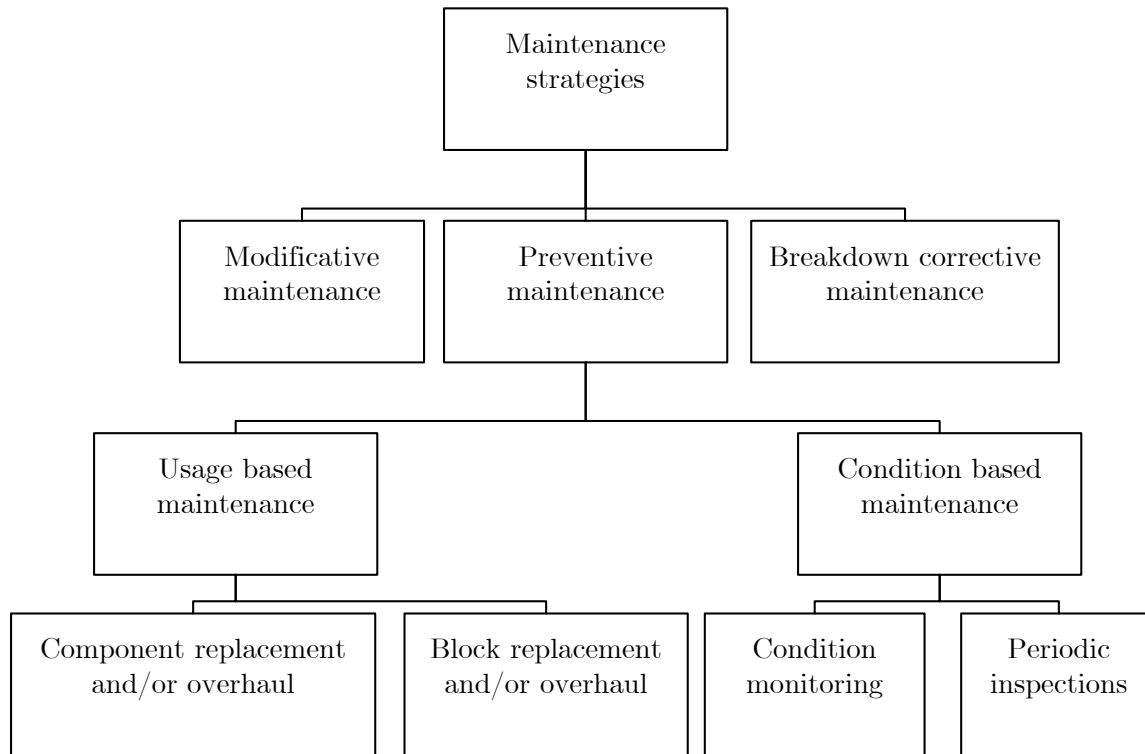 Maintenance
strategies
Modificative
maintenance
Preventive
maintenance
Breakdown corrective
maintenance
Usage based
maintenance
Condition based
maintenance
Component replacement
and/or overhaul
Block replacement
and/or overhaul
Condition
monitoring
Periodic
inspections